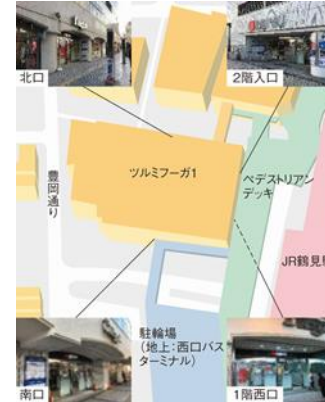 北口
2階入口
ツルミフーガ1
豊岡通り
ペデストリアン
デッキ
JR鶴見
駐輪場
(地上:西口バス
ターミナル)
南口
1階西口